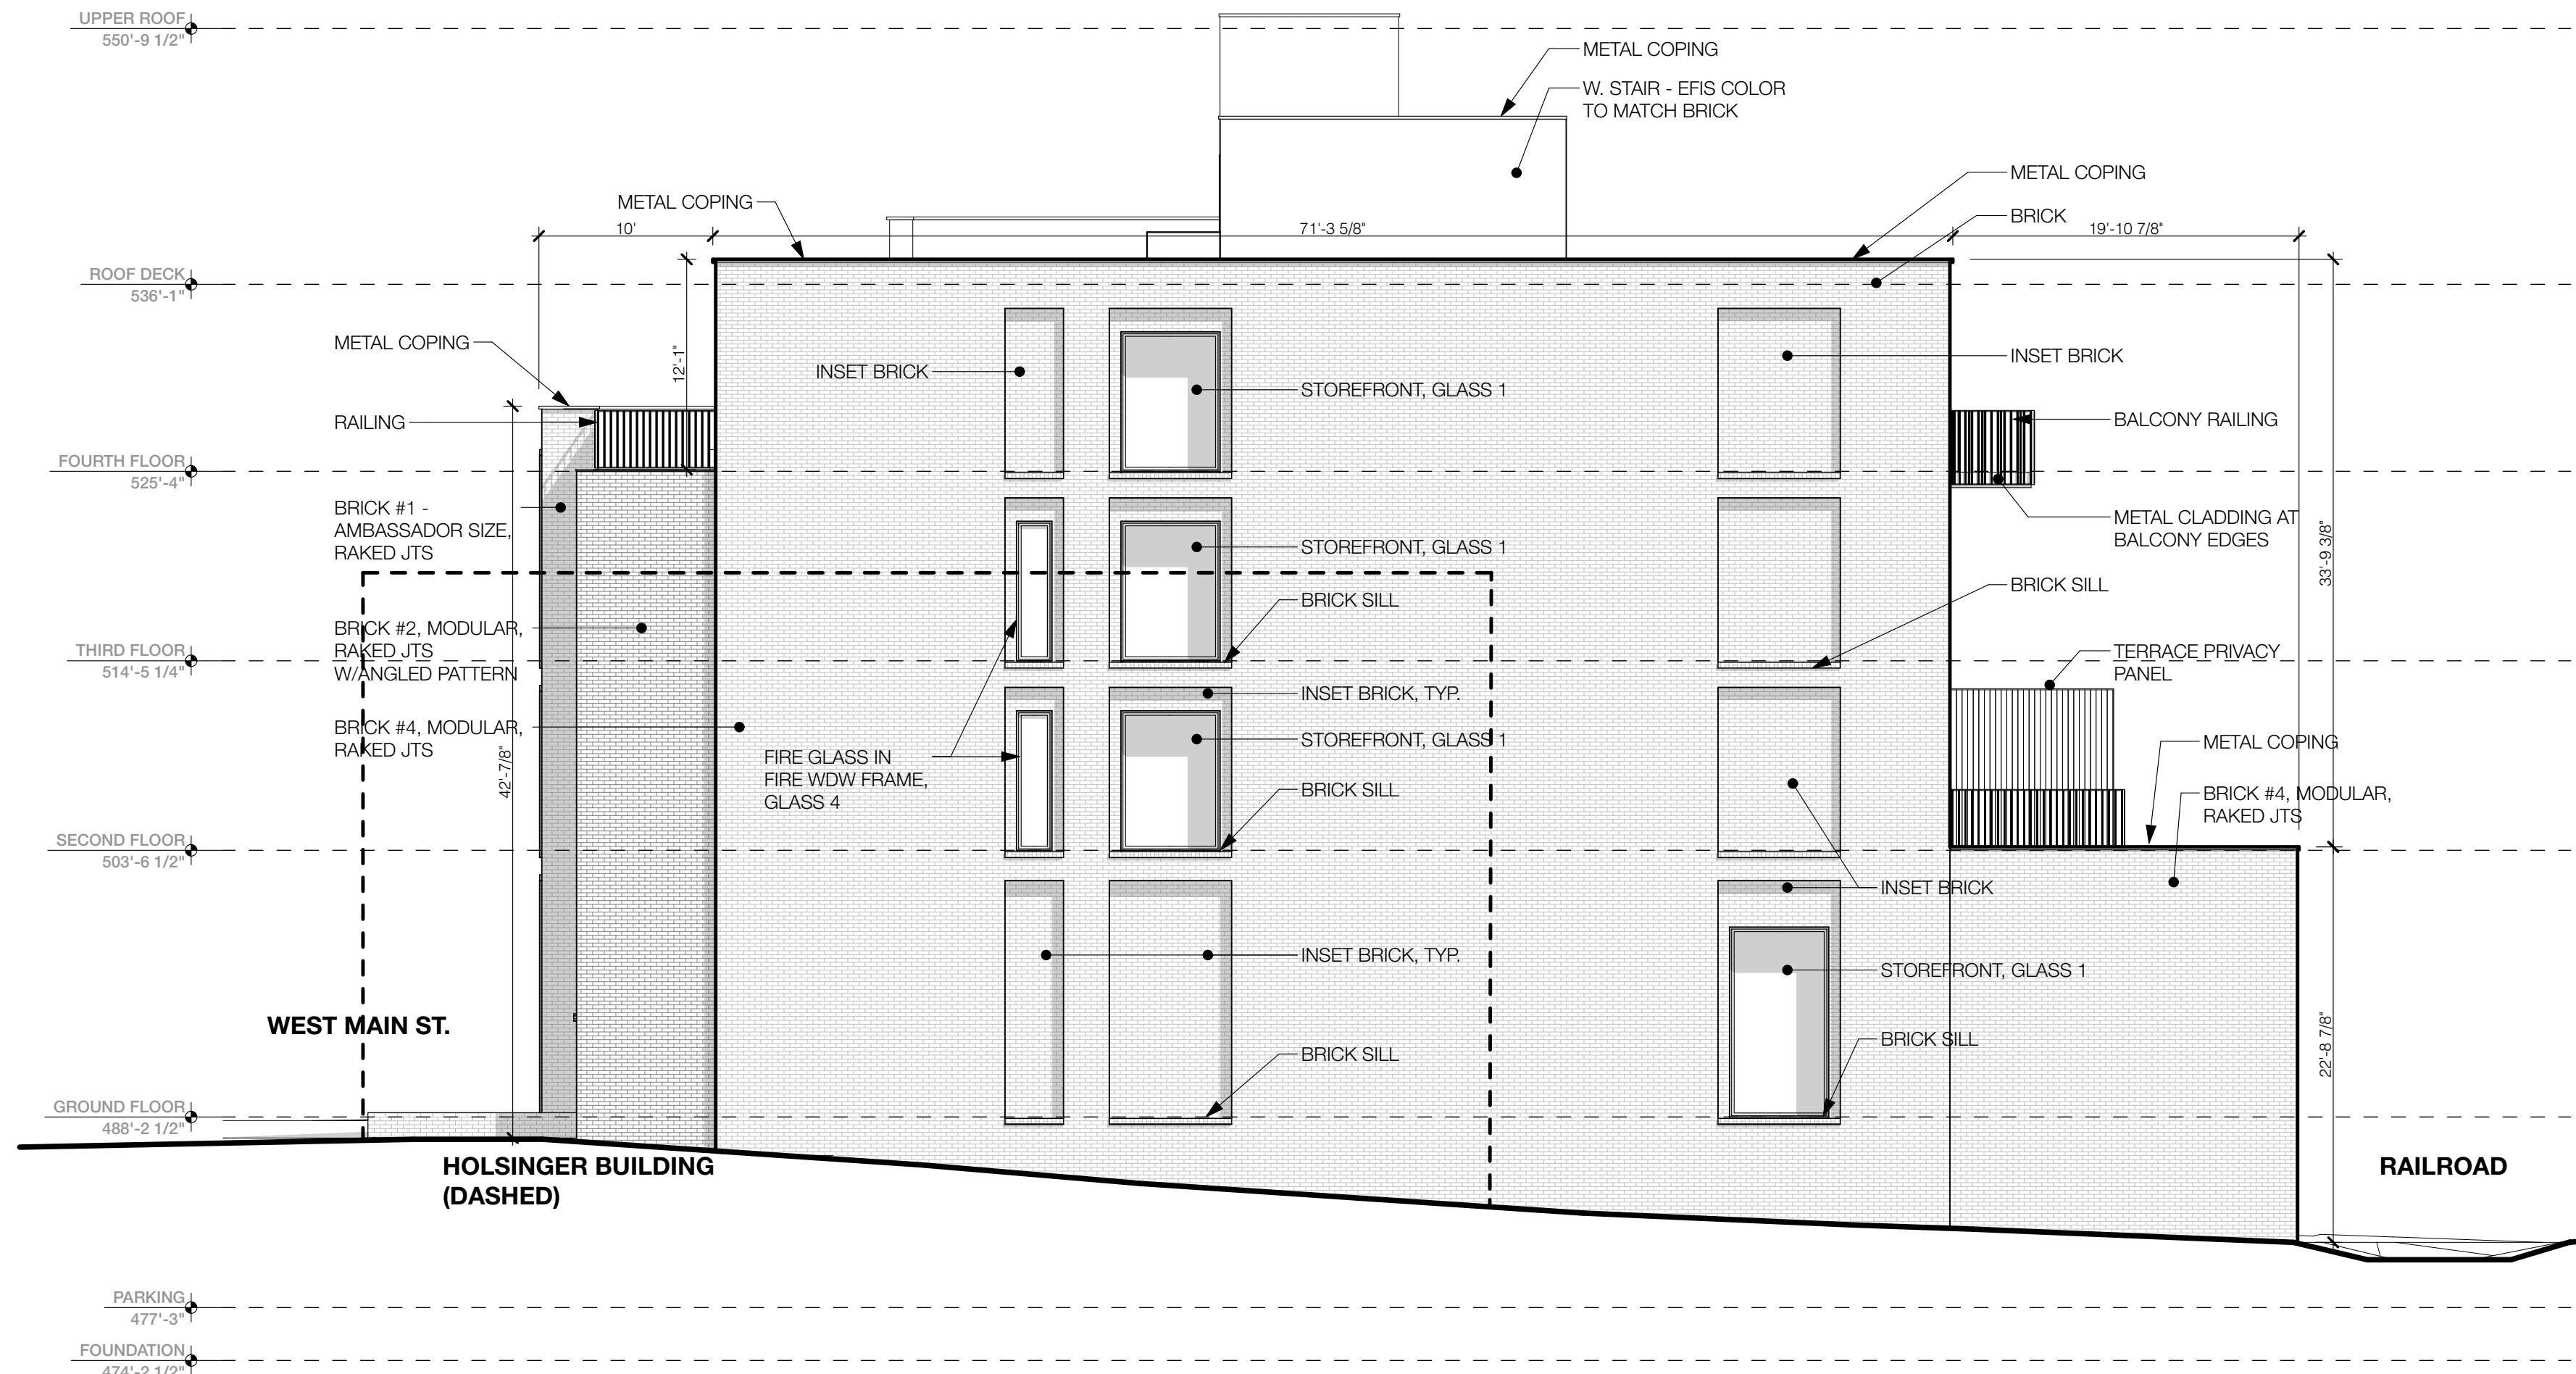 UPPER ROOF
550'-9 1/2"
METAL COPING
W. STAIR - EFIS COLOR
TO MATCH BRICK
METAL COPING
METAL COPING
BRICK
10'
71'-3 5/8"
19'-10 7/8"
ROOF DECK
536'-1"
METAL COPING
12'-1"
INSET BRICK
INSET BRICK
STOREFRONT, GLASS 1
RAILING
BALCONY RAILING
FOURTH FLOOR
525'-4"
BRICK #1 -
AMBASSADOR SIZE,
RAKED JTS
METAL CLADDING AT
BALCONY EDGES
STOREFRONT, GLASS 1
33'-9 3/8"
BRICK SILL
BRICK SILL
BRICK #2, MODULAR,
RAKED JTS
W/ANGLED PATTERN
THIRD FLOOR
514'-5 1/4"
TERRACE PRIVACY
PANEL
INSET BRICK, TYP.
BRICK #4, MODULAR,
RAKED JTS
42'-7/8"
STOREFRONT, GLASS 1
METAL COPING
FIRE GLASS IN
FIRE WDW FRAME,
GLASS 4
BRICK SILL
BRICK #4, MODULAR,
RAKED JTS
SECOND FLOOR
503'-6 1/2"
INSET BRICK
INSET BRICK, TYP.
STOREFRONT, GLASS 1
WEST MAIN ST.
BRICK SILL
BRICK SILL
22'-8 7/8"
GROUND FLOOR
488'-2 1/2"
HOLSINGER BUILDING
(DASHED)
RAILROAD
PARKING
477'-3"
FOUNDATION
474'-2 1/2"